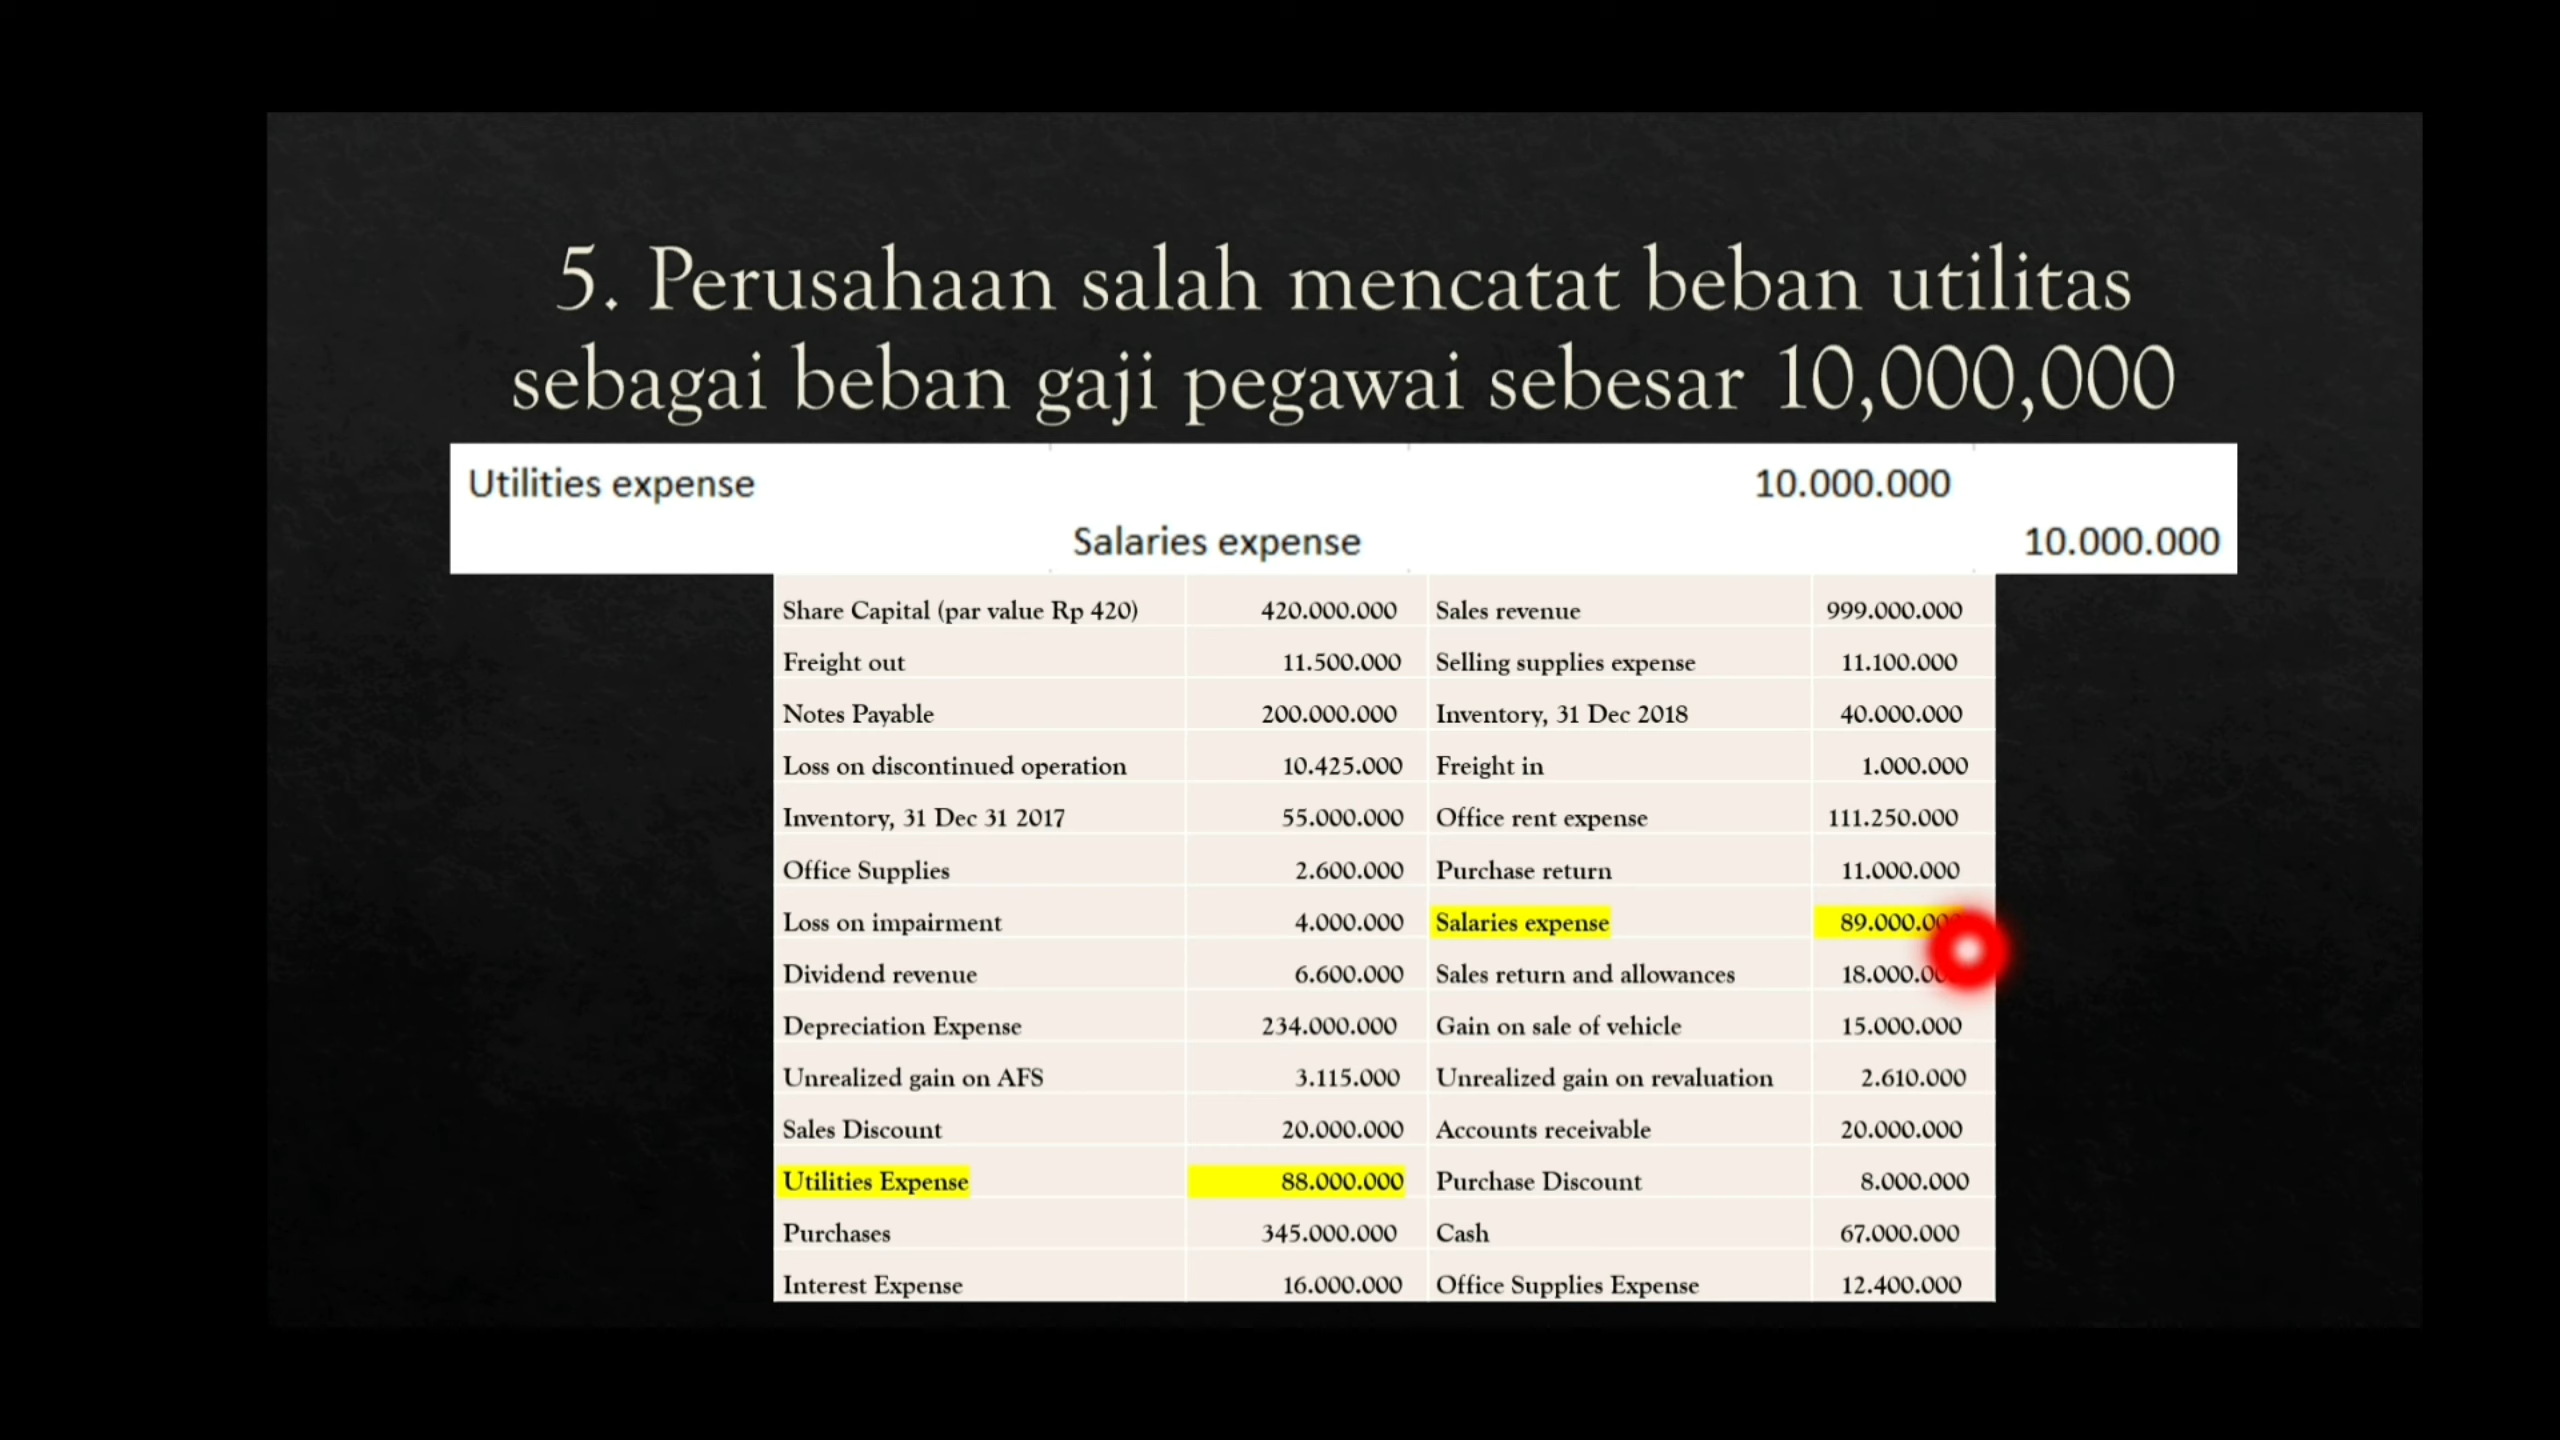 5. Perusahaan salah mencatat beban utilitas
sebagai beban gaji pegawai sebesar 10,000,000
Utilities expense 10.000.000
Salaries expense 10.000.000
Share Capital (par value Rp 420) 420.000.000 Sales revenue 999.000.000
Freight out 11.500.000 Selling supplies expense 11.100.000
Notes Payable 200.000.000 Inventory, 31 Dec 2018 40.000.000
Loss on discontinued operation 10.425.000 Freight in 1.000.000
Inventory, 31 Dec 31 2017 55.000.000 Office rent expense 111.250.000
Office Supplies 2.600.000 Purchase return 11.000.000
Loss on impairment 4.000.000 Salaries expense
Dividend revenue 6.600.000 Sales return and allowances
Depreciation Expense 234.000.000 Gain on sale of vehicle 15.000.000
Unrealized gain on AFS 3.115.000 Unrealized gain on revaluation 2.610.000
Sales Discount 20.000.000 Accounts receivable 20.000.000
Utilities Expense 88.000.000 Purchase Discount 8.000.000
Purchases 345.000.000 Cash 67.000.000
Interest Expense 16.000.000 Office Supplies Expense 12.400.000